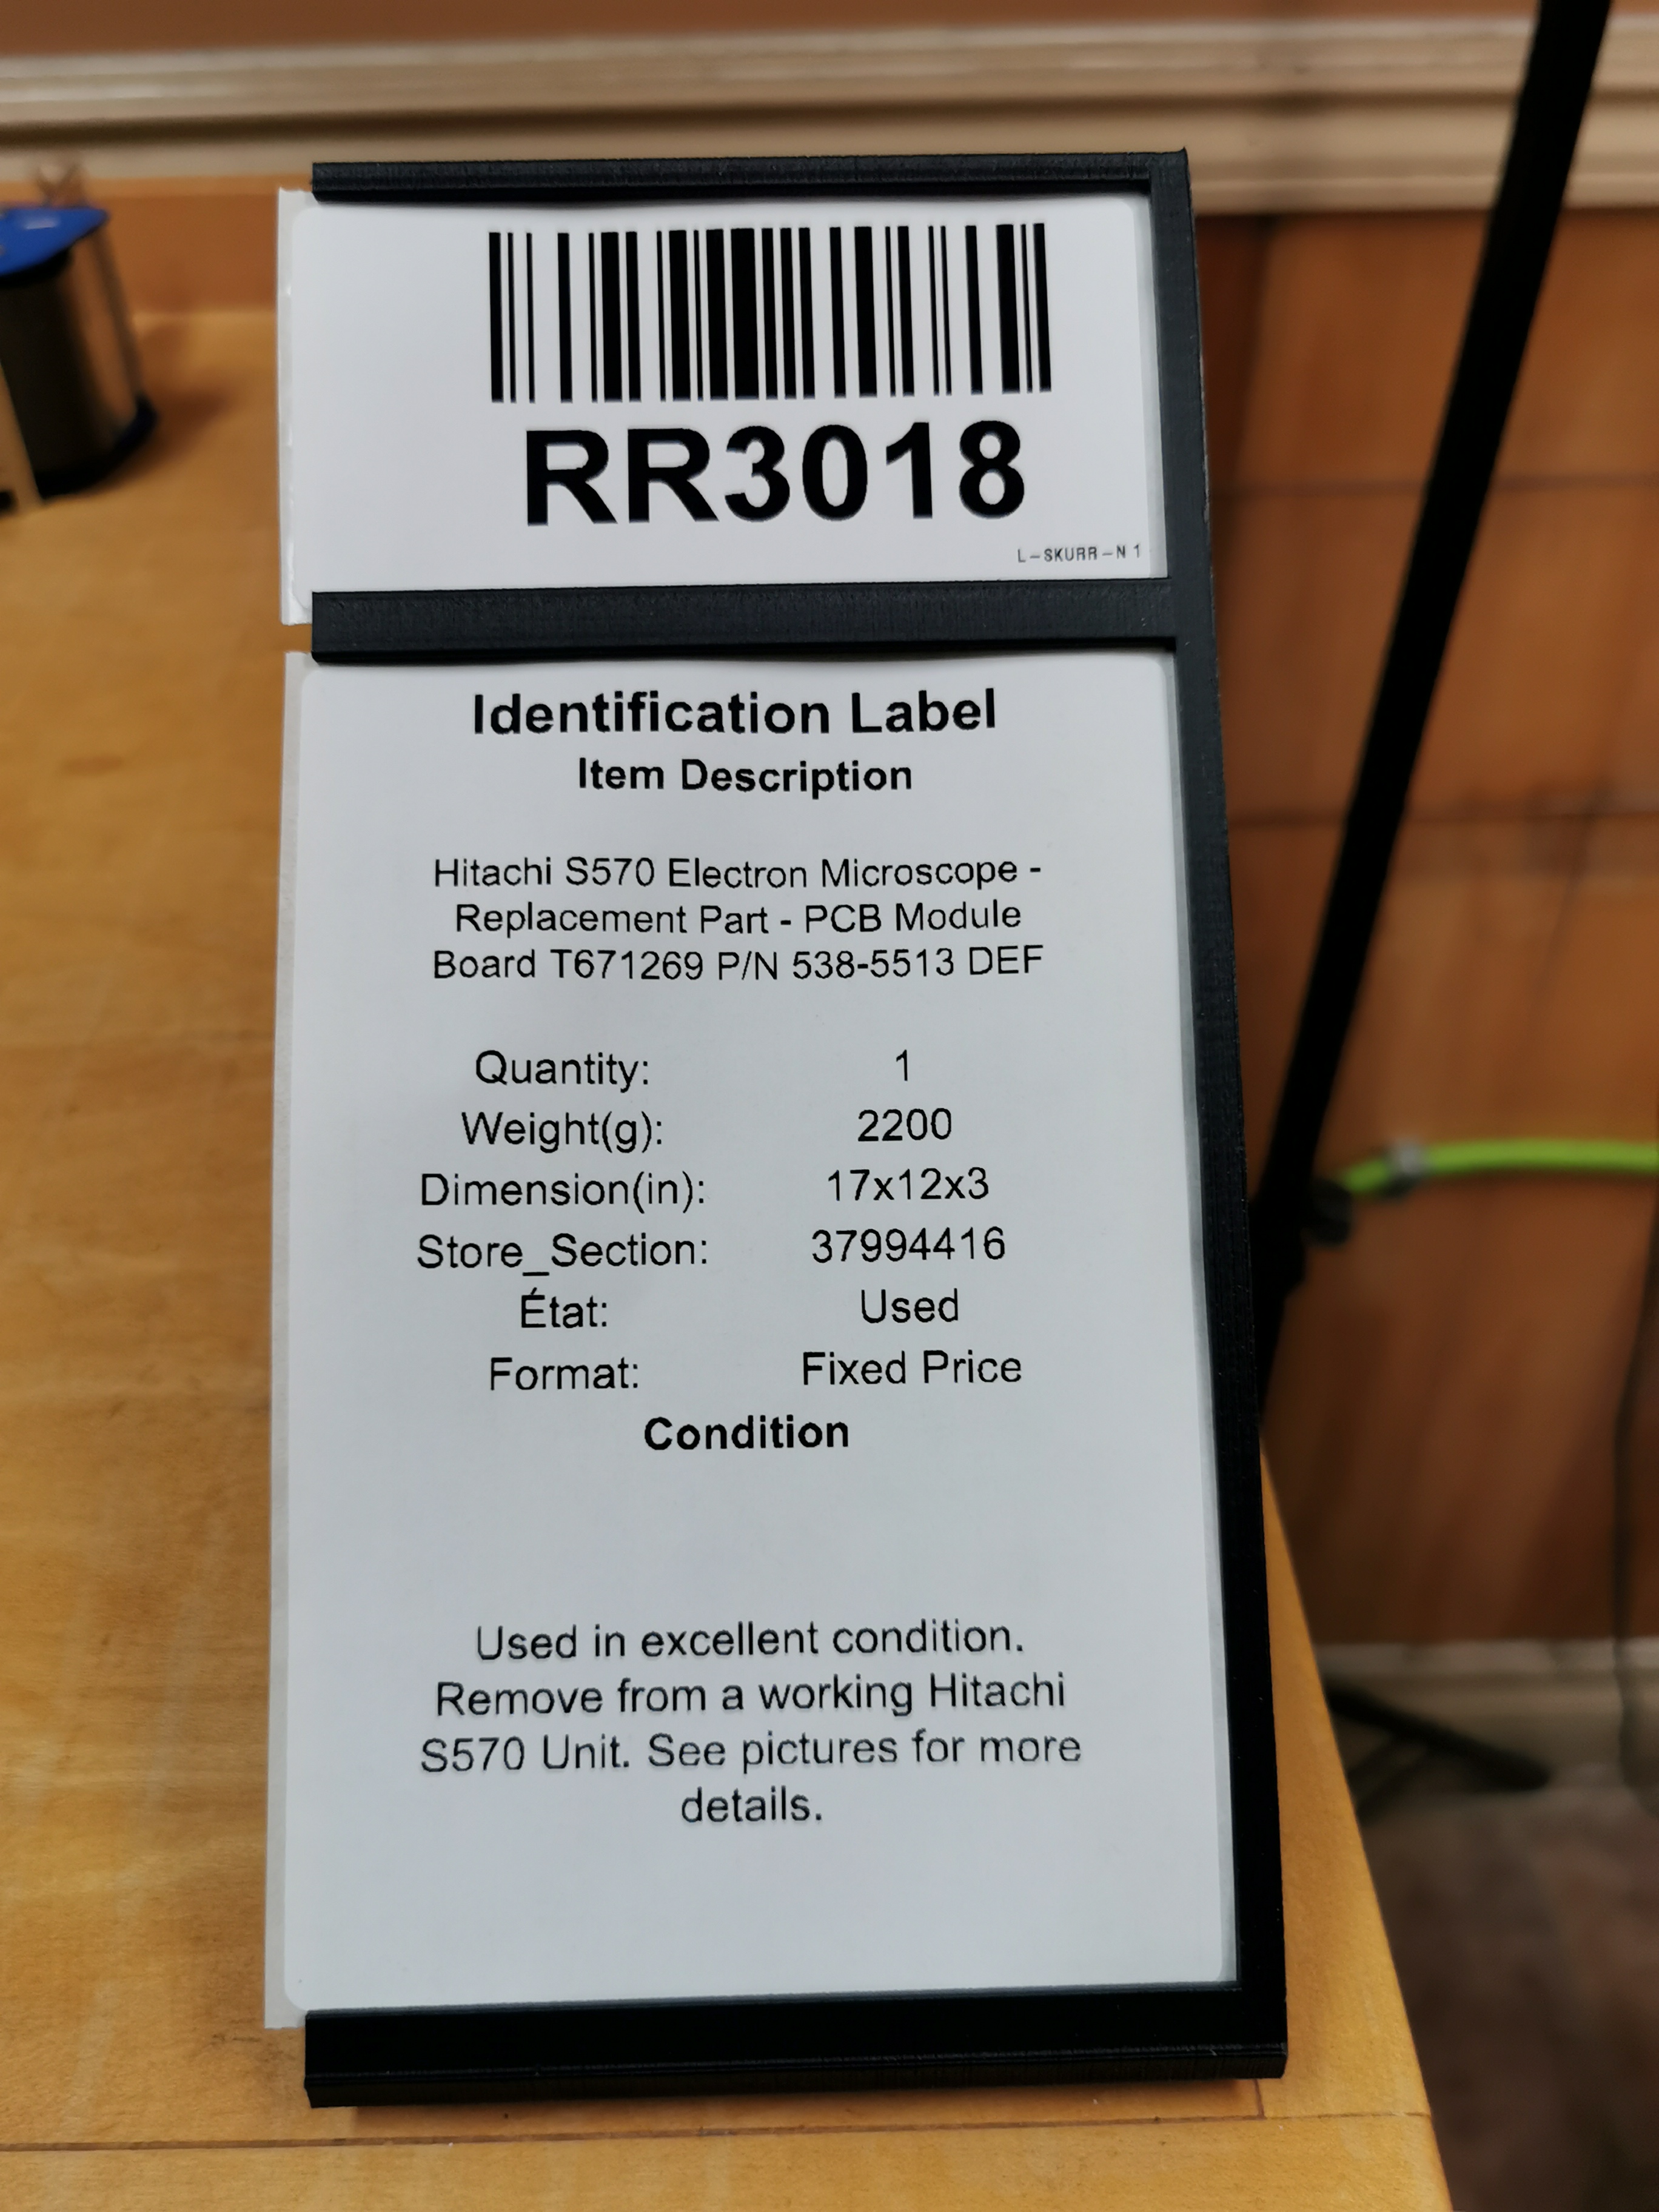 RR3018
L-SKURR-N 1
Identification Label
Item Description
Hitachi S570 Electron Microscope -
Replacement Part - PCB Module
Board T671269 P/N 538-5513 DEF
Quantity: 1
Weight(g): 2200
Dimension(in): 17x12x3
Store_Section: 37994416
État: Used
Format: Fixed Price
Condition
Used in excellent condition.
Remove from a working Hitachi
S570 Unit. See pictures for more
details.